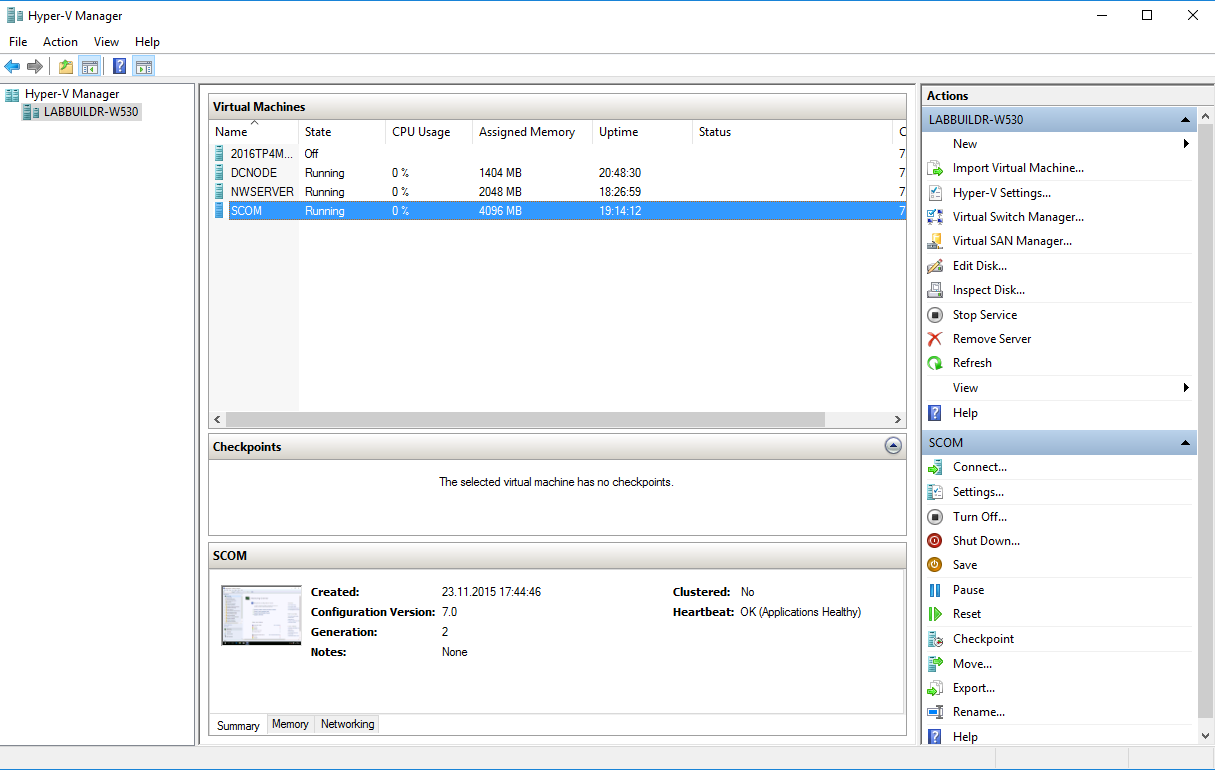 Hyper-V Manager
File Action View Help
Hyper-V Manager
LABBUILDR-W530
Virtual Machines
Name State CPU Usage Assigned Memory Uptime Status C
2016TP4M... Off 7
DCNODE Running 0 % 1404 MB 20:48:30 7
NWSERVER Running 0 % 2048 MB 18:26:59 7
SCOM Running 0 % 4096 MB 19:14:12 7
Checkpoints
The selected virtual machine has no checkpoints.
SCOM
Created: 23.11.2015 17:44:46 Clustered: No
Configuration Version: 7.0 Heartbeat: OK (Applications Healthy)
Generation: 2
Notes: None
Summary Memory Networking
Actions
LABBUILDR-W530
New
Import Virtual Machine...
Hyper-V Settings...
Virtual Switch Manager...
Virtual SAN Manager...
Edit Disk...
Inspect Disk...
Stop Service
Remove Server
Refresh
View
Help
SCOM
Connect...
Settings...
Turn Off...
Shut Down...
Save
Pause
Reset
Checkpoint
Move...
Export...
Rename...
Help